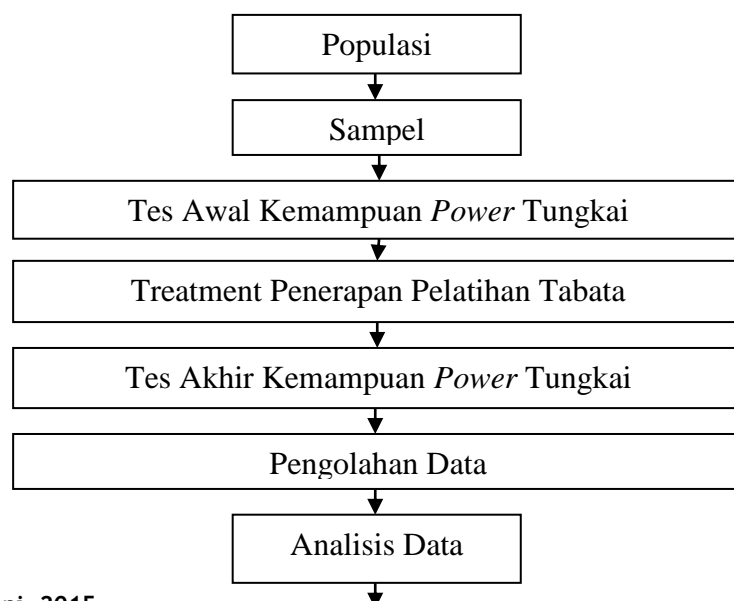 Populasi
Sampel
Tes Awal Kemampuan Power Tungkai
Treatment Penerapan Pelatihan Tabata
Tes Akhir Kemampuan Power Tungkai
Pengolahan Data
Analisis Data
2015